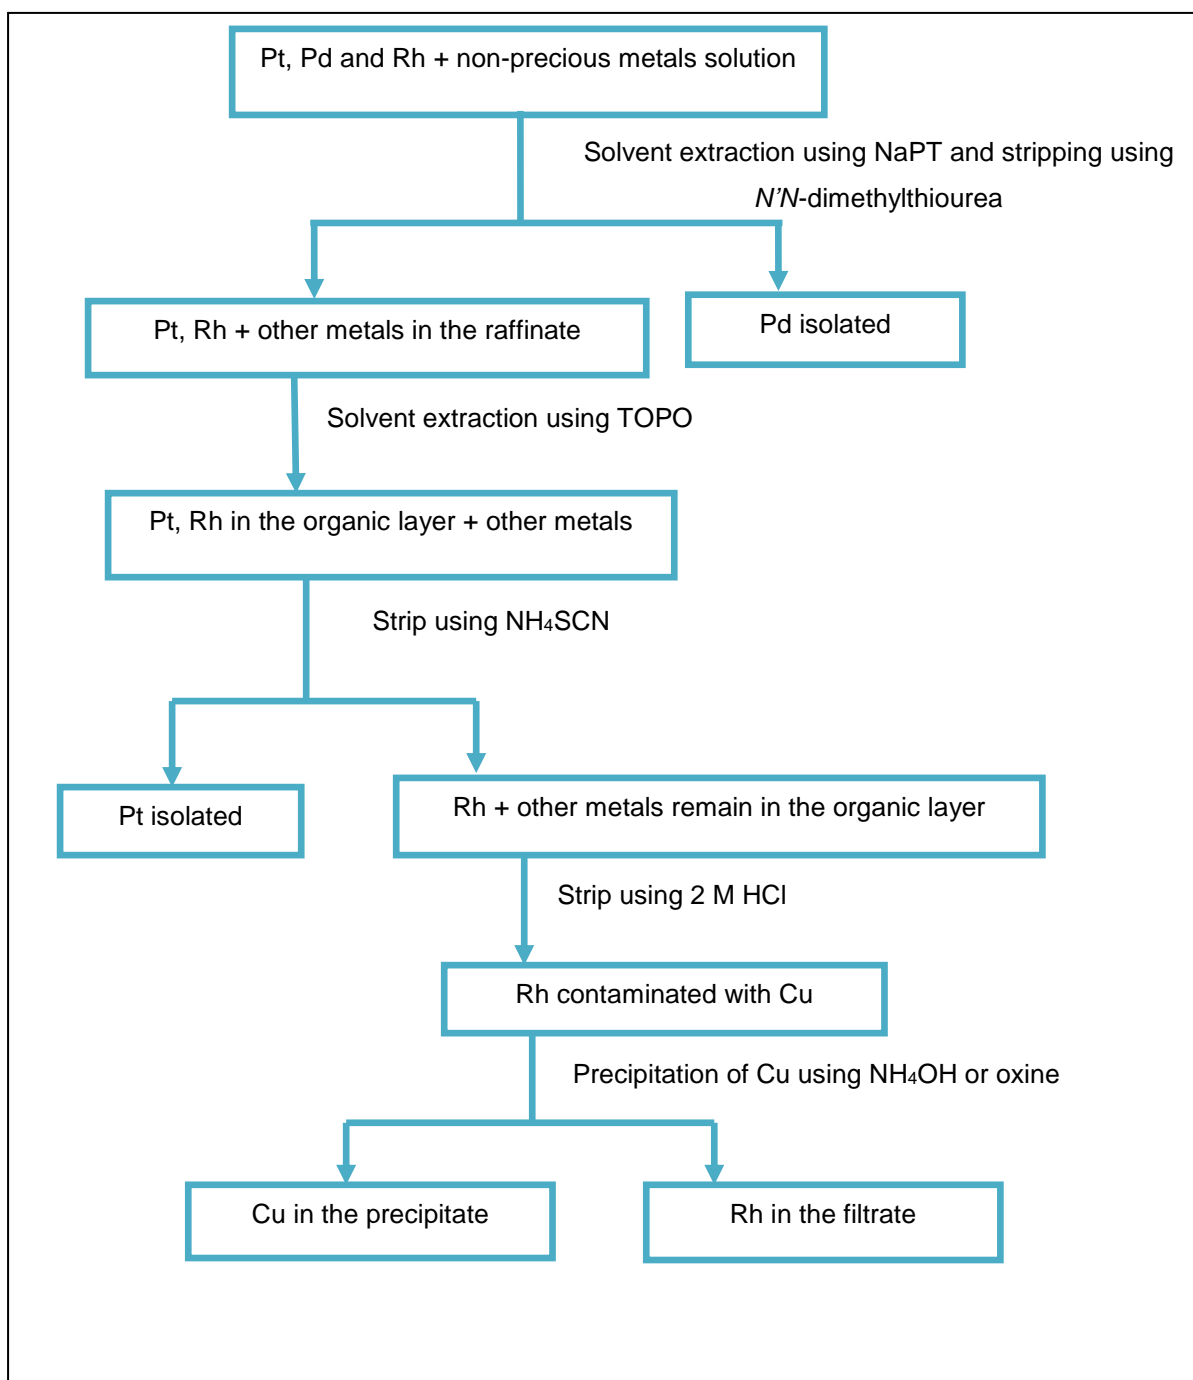 Pt, Pd and Rh + non-precious metals solution
Solvent extraction using NaPT and stripping using
N’N-dimethylthiourea
Pt, Rh + other metals in the raffinate
Pd isolated
Solvent extraction using TOPO
Pt, Rh in the organic layer + other metals
Strip using NH₄SCN
Pt isolated
Rh + other metals remain in the organic layer
Strip using 2 M HCl
Rh contaminated with Cu
Precipitation of Cu using NH₄OH or oxine
Cu in the precipitate
Rh in the filtrate